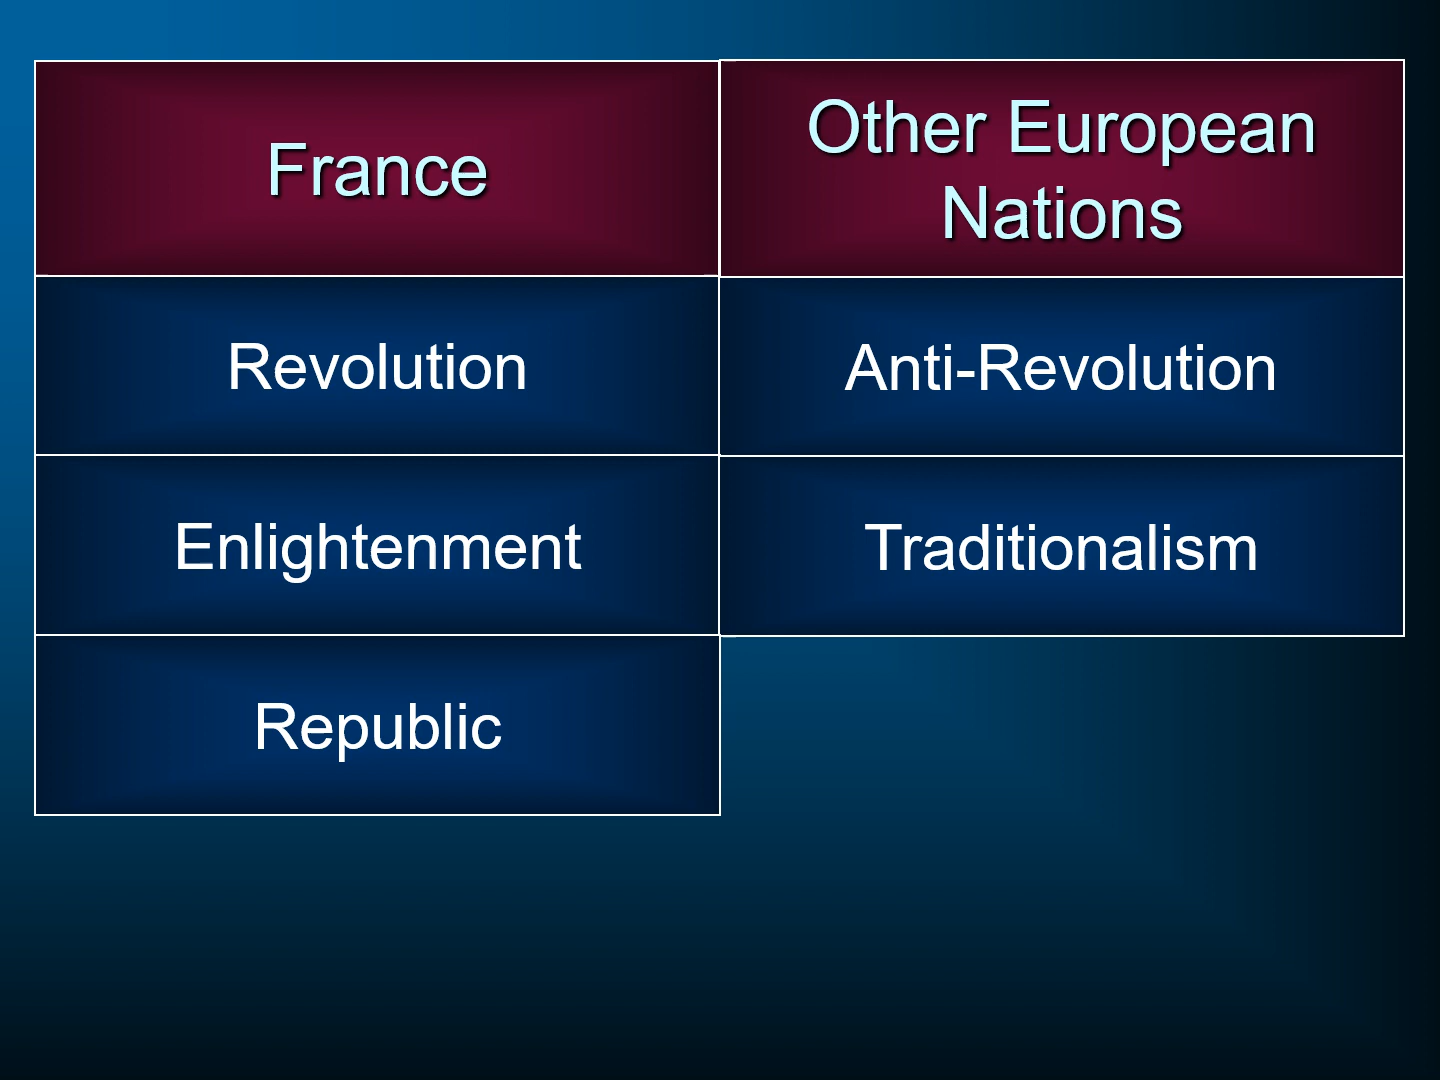 France
Other European
Nations
Revolution
Anti-Revolution
Enlightenment
Traditionalism
Republic